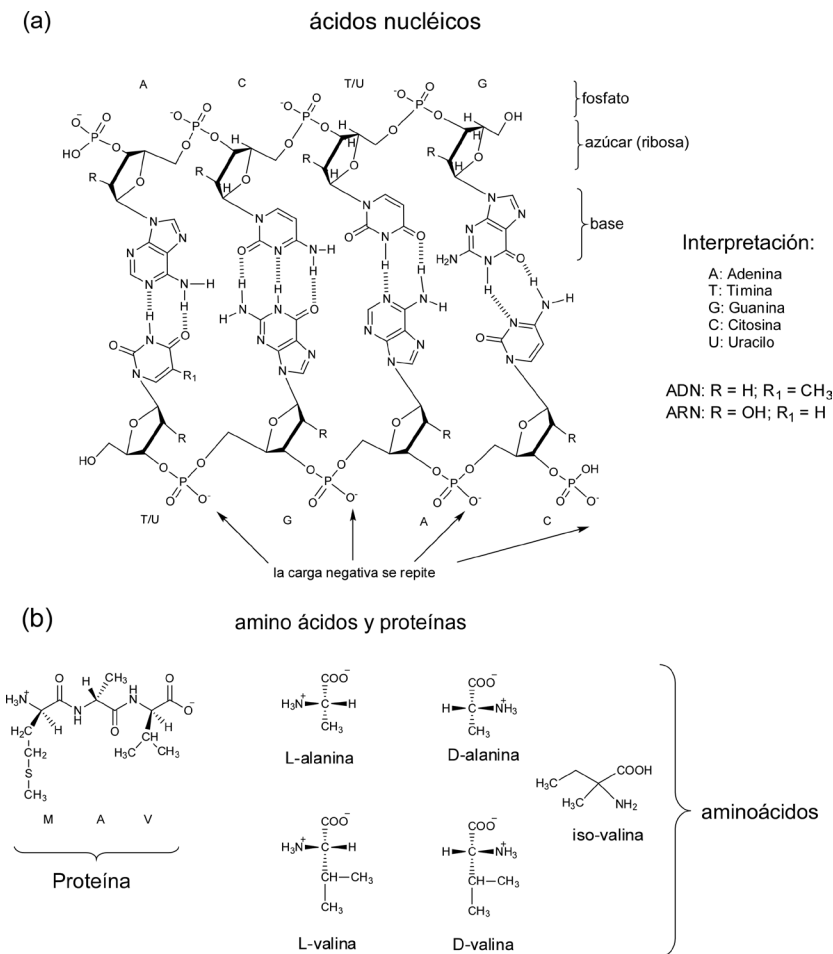 (a)
ácidos nucléicos
A
C
T/U
G
fosfato
azúcar (ribosa)
base
Interpretación:
A: Adenina
T: Timina
G: Guanina
C: Citosina
U: Uracilo
ADN: R = H; R₁ = CH₃
ARN: R = OH; R₁ = H
T/U
G
A
C
la carga negativa se repite
(b)
amino ácidos y proteínas
M
A
V
Proteína
L-alanina
D-alanina
iso-valina
aminoácidos
L-valina
D-valina